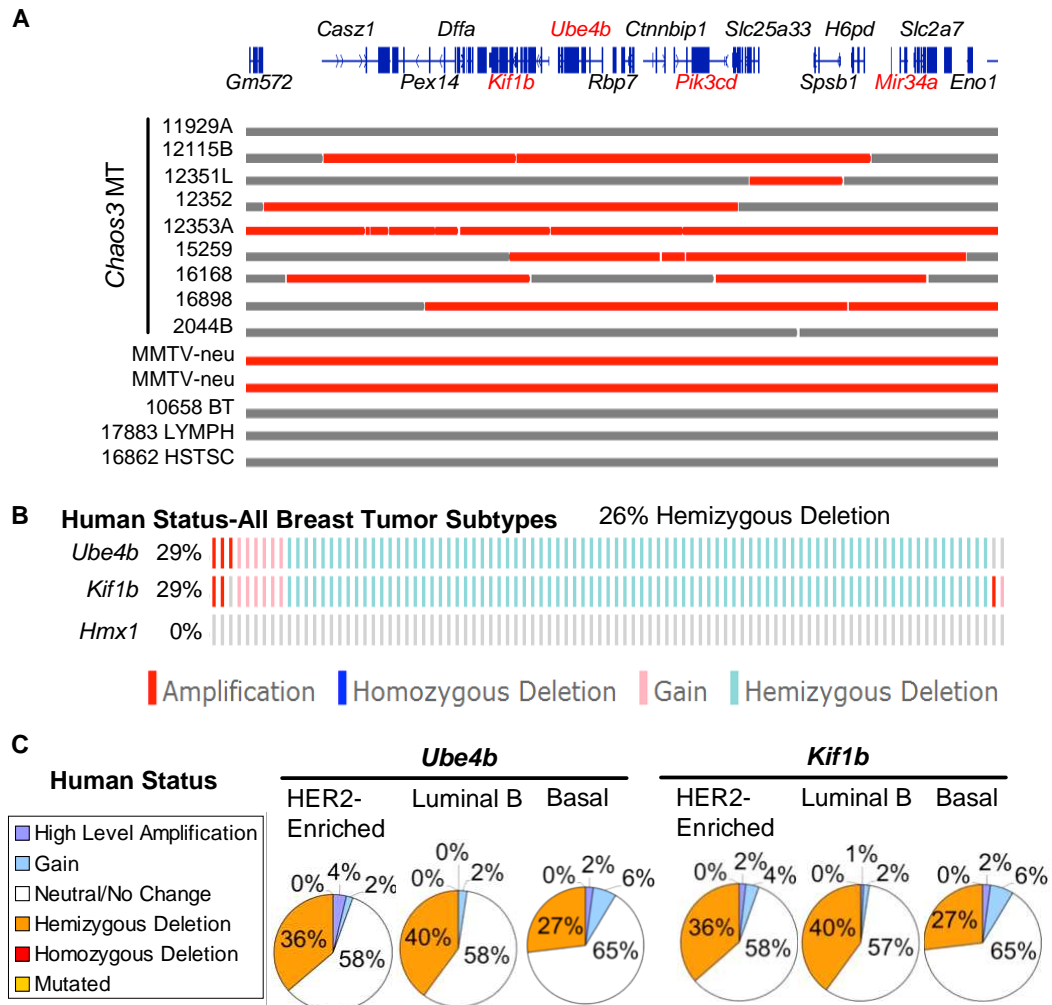 A
Casz1 Dffa Ube4b Ctnnbip1 Slc25a33 H6pd Slc2a7
Gm572 Pex14 Kif1b Rbp7 Pik3cd Spsb1 Mir34a Eno1
Chaos3 MT
11929A
12115B
12351L
12352
12353A
15259
16168
16898
2044B
MMTV-neu
MMTV-neu
10658 BT
17883 LYMPH
16862 HSTSC
B Human Status-All Breast Tumor Subtypes 26% Hemizygous Deletion
Ube4b 29%
Kif1b 29%
Hmx1 0%
Amplification Homozygous Deletion Gain Hemizygous Deletion
C
Human Status
High Level Amplification
Gain
Neutral/No Change
Hemizygous Deletion
Homozygous Deletion
Mutated
Ube4b
HER2-
Enriched
Luminal B
Basal
0% 4% 2% 36% 58%
0% 0% 2% 40% 58%
0% 2% 6% 27% 65%
Kif1b
HER2-
Enriched
Luminal B
Basal
0% 2% 4% 36% 58%
0% 1% 2% 40% 57%
0% 2% 6% 27% 65%